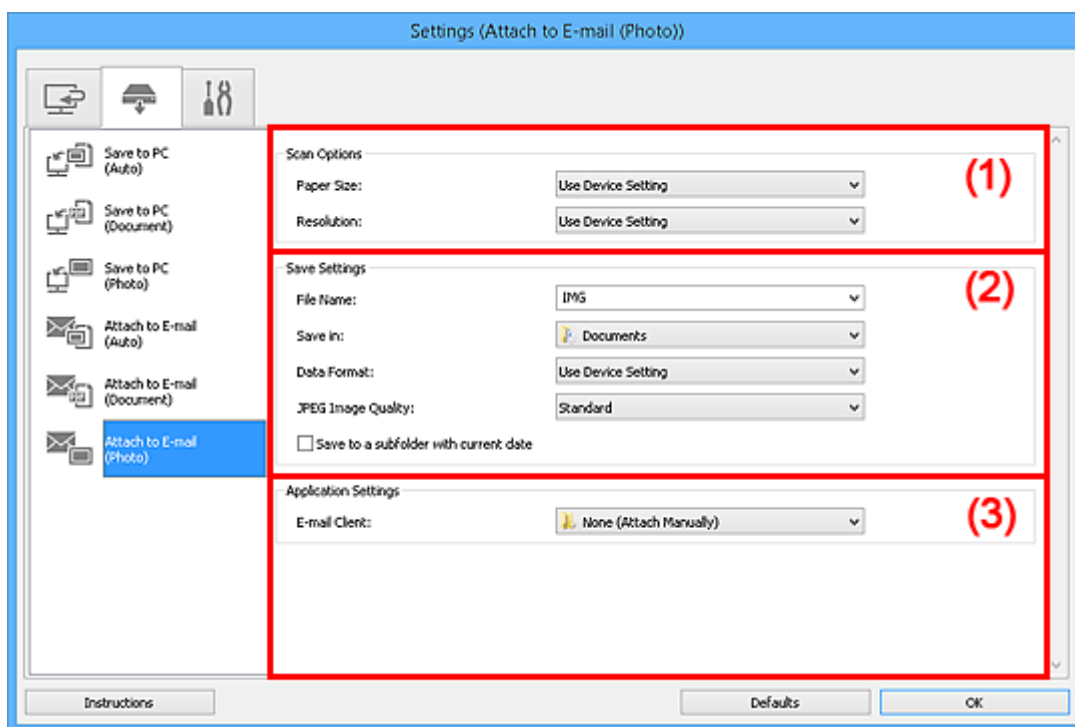 Settings (Attach to E-mail (Photo))
Save to PC
(Auto)
Save to PC
(Document)
Save to PC
(Photo)
Attach to E-mail
(Auto)
Attach to E-mail
(Document)
Attach to E-mail
(Photo)
Scan Options
(1)
Paper Size: Use Device Setting
Resolution: Use Device Setting
Save Settings
(2)
File Name: IMG
Save in: Documents
Data Format: Use Device Setting
JPEG Image Quality: Standard
Save to a subfolder with current date
Application Settings
(3)
E-mail Client: None (Attach Manually)
Instructions Defaults OK